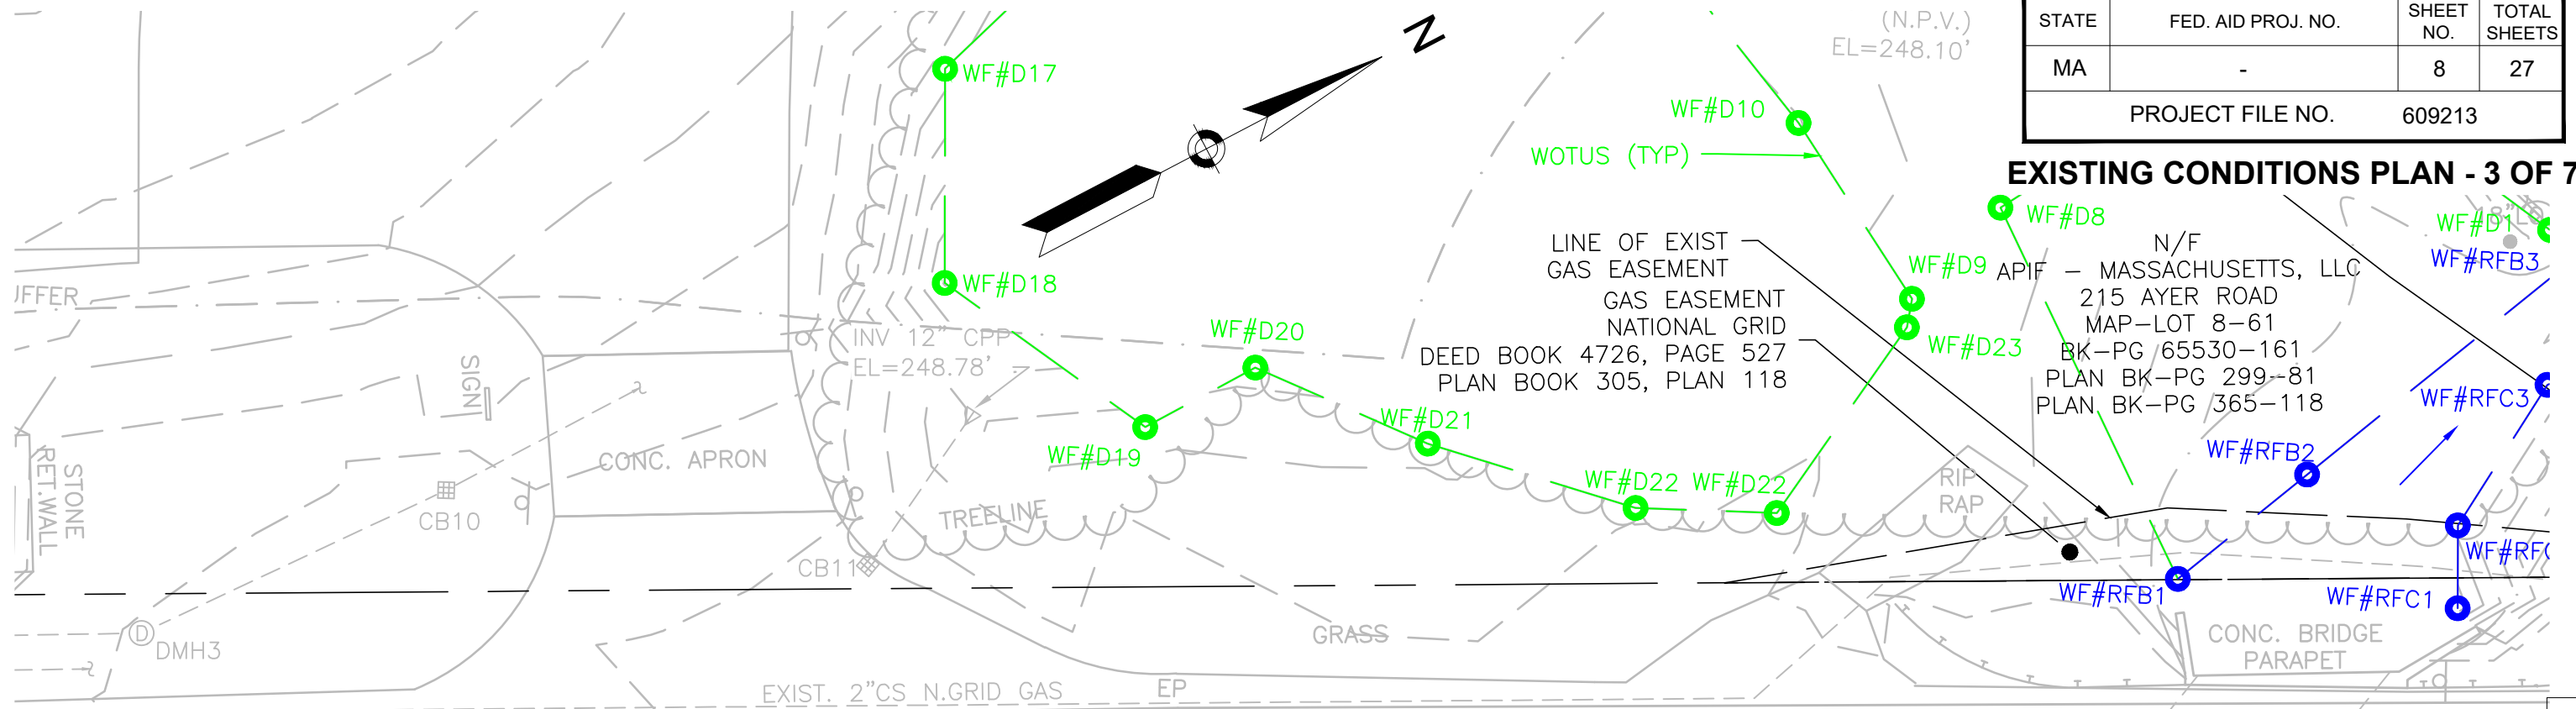 STATE
FED. AID PROJ. NO.
SHEET NO.
TOTAL SHEETS
MA
-
8
27
PROJECT FILE NO.
609213
EXISTING CONDITIONS PLAN - 3 OF 7
N
(N.P.V.)
EL=248.10'
WF#D17
WF#D10
WOTUS (TYP)
WF#D8
WF#D1
18"
WF#RFB3
WF#D18
WF#D9
LINE OF EXIST
GAS EASEMENT
GAS EASEMENT
NATIONAL GRID
DEED BOOK 4726, PAGE 527
PLAN BOOK 305, PLAN 118
N/F
APIF – MASSACHUSETTS, LLC
215 AYER ROAD
MAP–LOT 8–61
BK–PG 65530–161
PLAN BK–PG 299–81
PLAN BK–PG 365–118
UFFER
INV 12" CPP
EL=248.78'
WF#D20
WF#D23
SIGN
WF#RFC3
WF#D21
WF#D19
WF#RFB2
CONC. APRON
STONE
RET.WALL
WF#D22
WF#D22
RIP
RAP
CB10
TREELINE
WF#RFC
CB11
WF#RFB1
WF#RFC1
DMH3
GRASS
CONC. BRIDGE
PARAPET
EXIST. 2"CS N.GRID GAS
EP